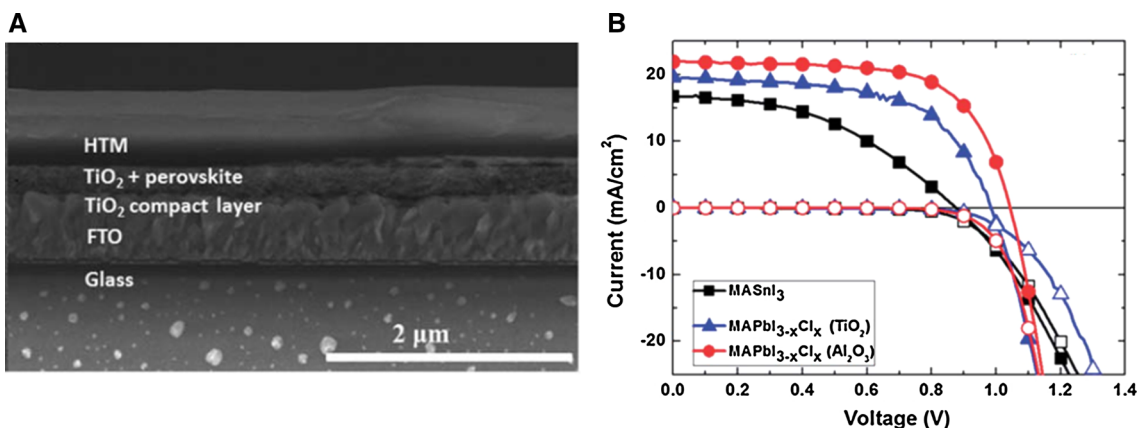 A
HTM
TiO₂ + perovskite
TiO₂ compact layer
FTO
Glass
2 μm
B
Current (mA/cm²)
20
10
0
-10
-20
MASnI₃
MAPbI₃₋ₓClₓ (TiO₂)
MAPbI₃₋ₓClₓ (Al₂O₃)
0.0 0.2 0.4 0.6 0.8 1.0 1.2 1.4
Voltage (V)